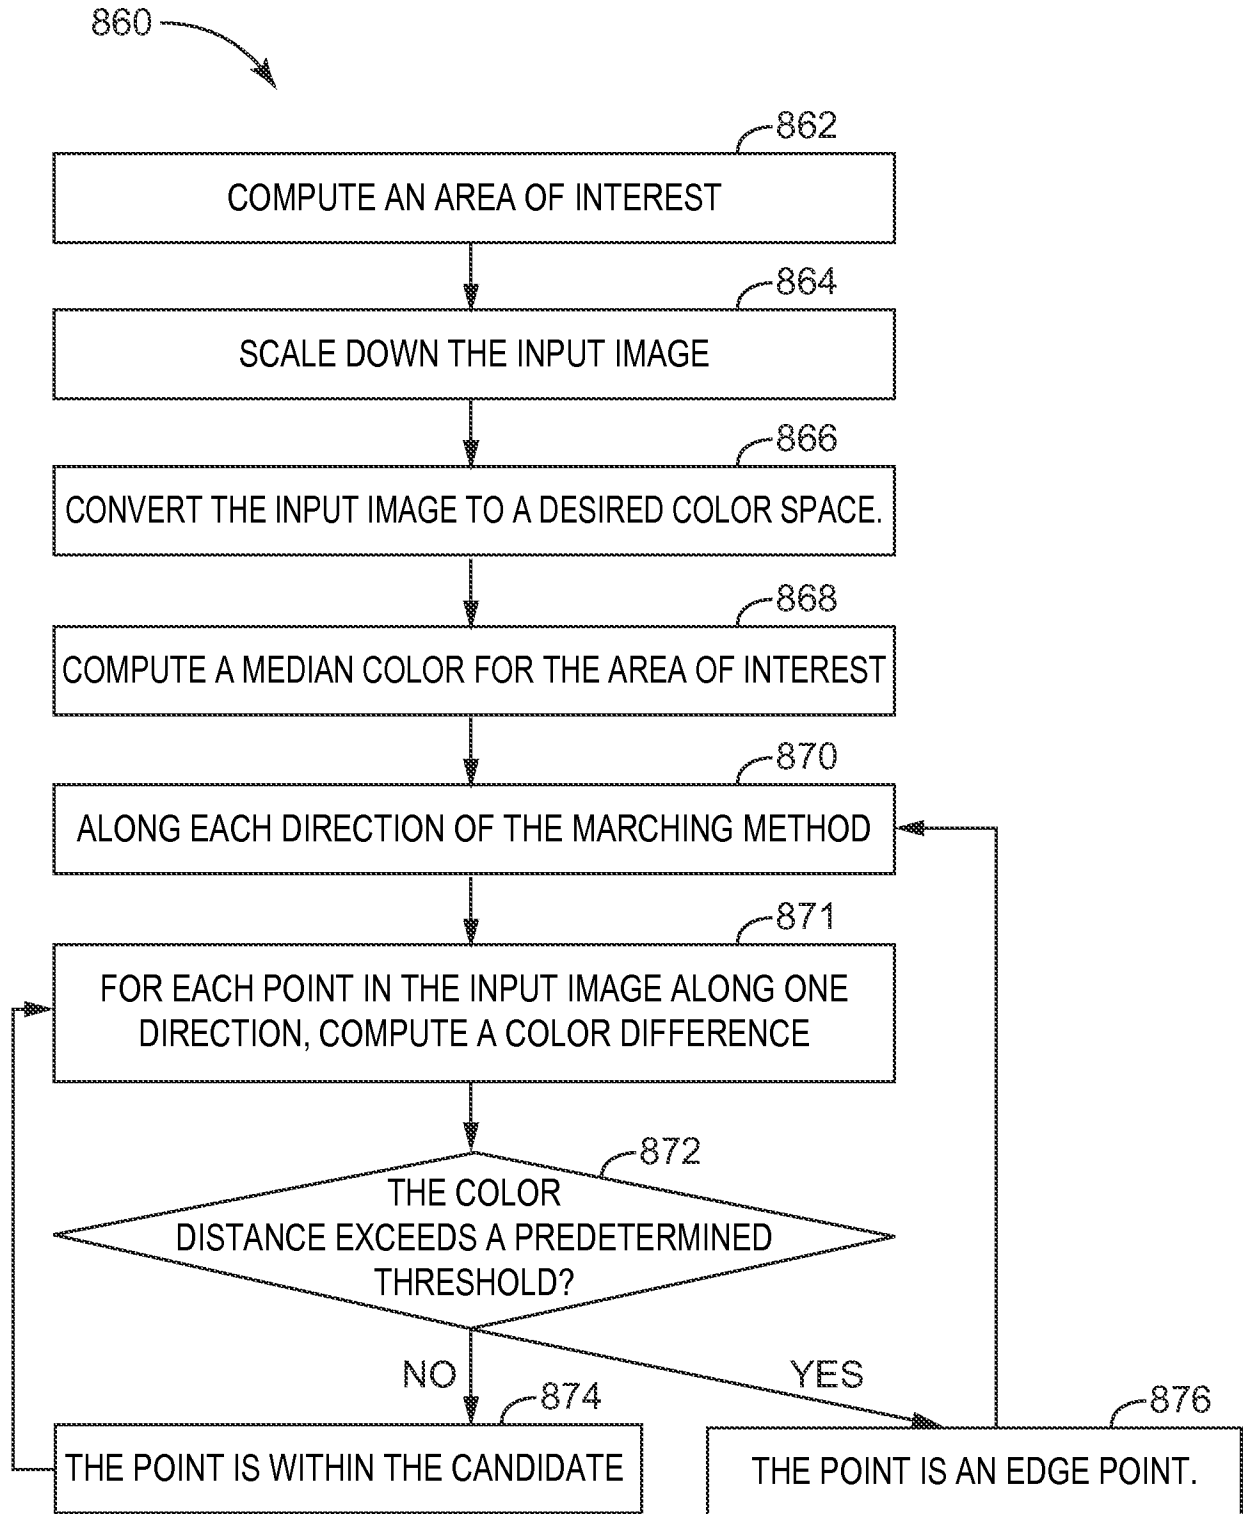 860
862
COMPUTE AN AREA OF INTEREST
864
SCALE DOWN THE INPUT IMAGE
866
CONVERT THE INPUT IMAGE TO A DESIRED COLOR SPACE.
868
COMPUTE A MEDIAN COLOR FOR THE AREA OF INTEREST
870
ALONG EACH DIRECTION OF THE MARCHING METHOD
871
FOR EACH POINT IN THE INPUT IMAGE ALONG ONE
DIRECTION, COMPUTE A COLOR DIFFERENCE
872
THE COLOR
DISTANCE EXCEEDS A PREDETERMINED
THRESHOLD?
NO
YES
874
THE POINT IS WITHIN THE CANDIDATE
876
THE POINT IS AN EDGE POINT.